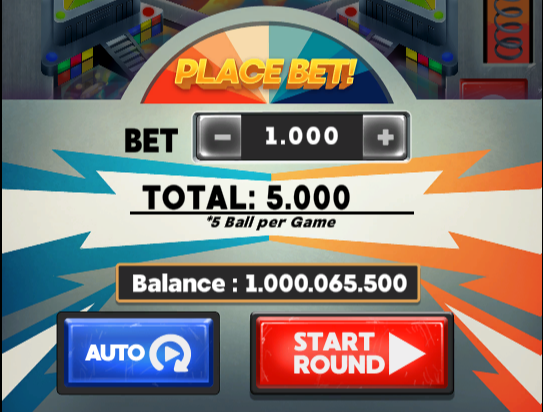 PLACE BET!
BET - 1.000 +
TOTAL: 5.000
*5 Ball per Game
Balance : 1.000.065.500
AUTO
START
ROUND